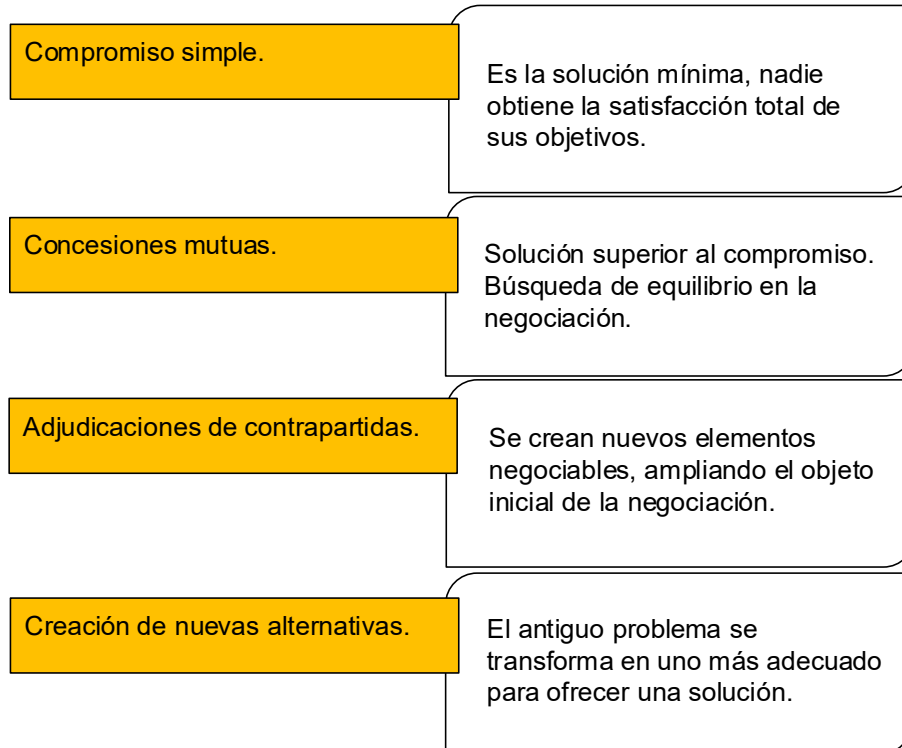 Compromiso simple.
Es la solución mínima, nadie
obtiene la satisfacción total de
sus objetivos.
Concesiones mutuas.
Solución superior al compromiso.
Búsqueda de equilibrio en la
negociación.
Adjudicaciones de contrapartidas.
Se crean nuevos elementos
negociables, ampliando el objeto
inicial de la negociación.
Creación de nuevas alternativas.
El antiguo problema se
transforma en uno más adecuado
para ofrecer una solución.